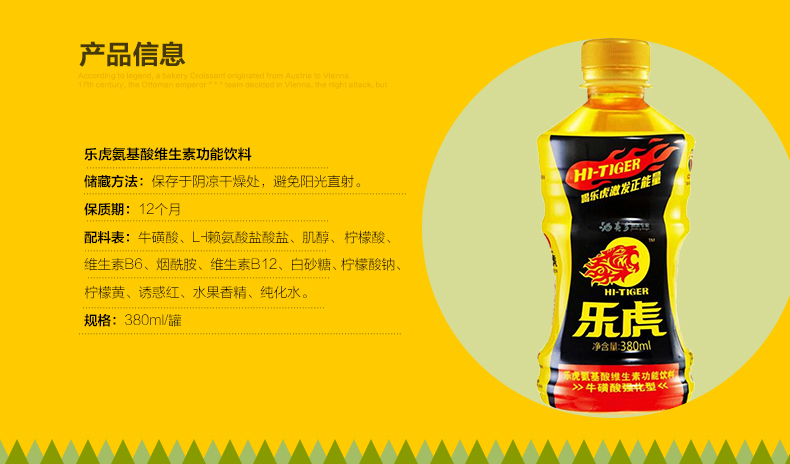 产品信息
According to legend, a bakery Croissant originated from Austria to Vienna.
17th century, the Ottoman emperor * * * team decided in Vienna, the night attack, but
乐虎氨基酸维生素功能饮料
储藏方法：保存于阴凉干燥处，避免阳光直射。
保质期：12个月
配料表：牛磺酸、L-赖氨酸盐酸盐、肌醇、柠檬酸、
维生素B6、烟酰胺、维生素B12、白砂糖、柠檬酸钠、
柠檬黄、诱惑红、水果香精、纯化水。
规格：380ml/罐
HI-TIGER
喝乐虎激发正能量
TM
HI-TIGER
乐虎
净含量:380ml
乐虎氨基酸维生素功能饮料
>>牛磺酸强化型<<